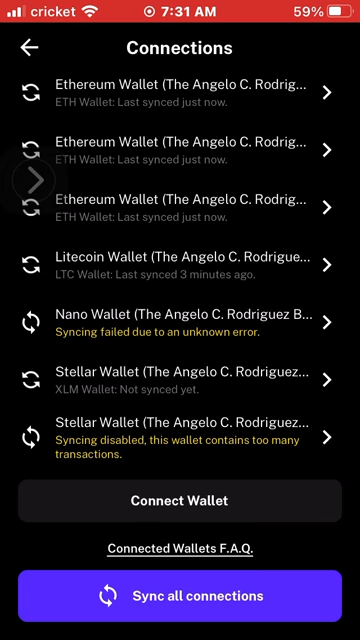 cricket 7:31 AM 59%
Connections
Ethereum Wallet (The Angelo C. Rodrig...
ETH Wallet: Last synced just now.
Ethereum Wallet (The Angelo C. Rodrig...
ETH Wallet: Last synced just now.
Ethereum Wallet (The Angelo C. Rodrig...
ETH Wallet: Last synced just now.
Litecoin Wallet (The Angelo C. Rodrigue...
LTC Wallet: Last synced 3 minutes ago.
Nano Wallet (The Angelo C. Rodriguez B...
Syncing failed due to an unknown error.
Stellar Wallet (The Angelo C. Rodriguez...
XLM Wallet: Not synced yet.
Stellar Wallet (The Angelo C. Rodriguez...
Syncing disabled, this wallet contains too many
transactions.
Connect Wallet
Connected Wallets F.A.Q.
Sync all connections